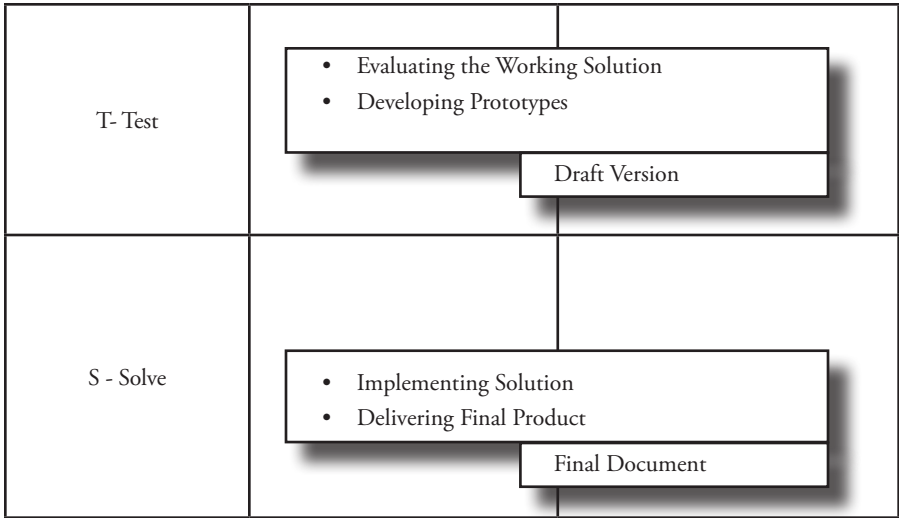 • Evaluating the Working Solution
• Developing Prototypes
T- Test
Draft Version
• Implementing Solution
S - Solve
• Delivering Final Product
Final Document